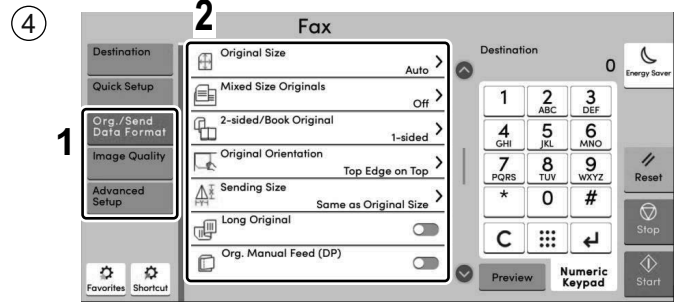 ④
2
Fax
1
Destination
Quick Setup
Org./Send
Data Format
Image Quality
Advanced
Setup
Favorites
Shortcut
Original Size
Auto
Mixed Size Originals
Off
2-sided/Book Original
1-sided
Original Orientation
Top Edge on Top
Sending Size
Same as Original Size
Long Original
Org. Manual Feed (DP)
Destination
0
1
2
ABC
3
DEF
4
GHI
5
JKL
6
MNO
7
PQRS
8
TUV
9
WXYZ
*
0
#
C
Preview
Numeric
Keypad
Energy Saver
Reset
Stop
Start